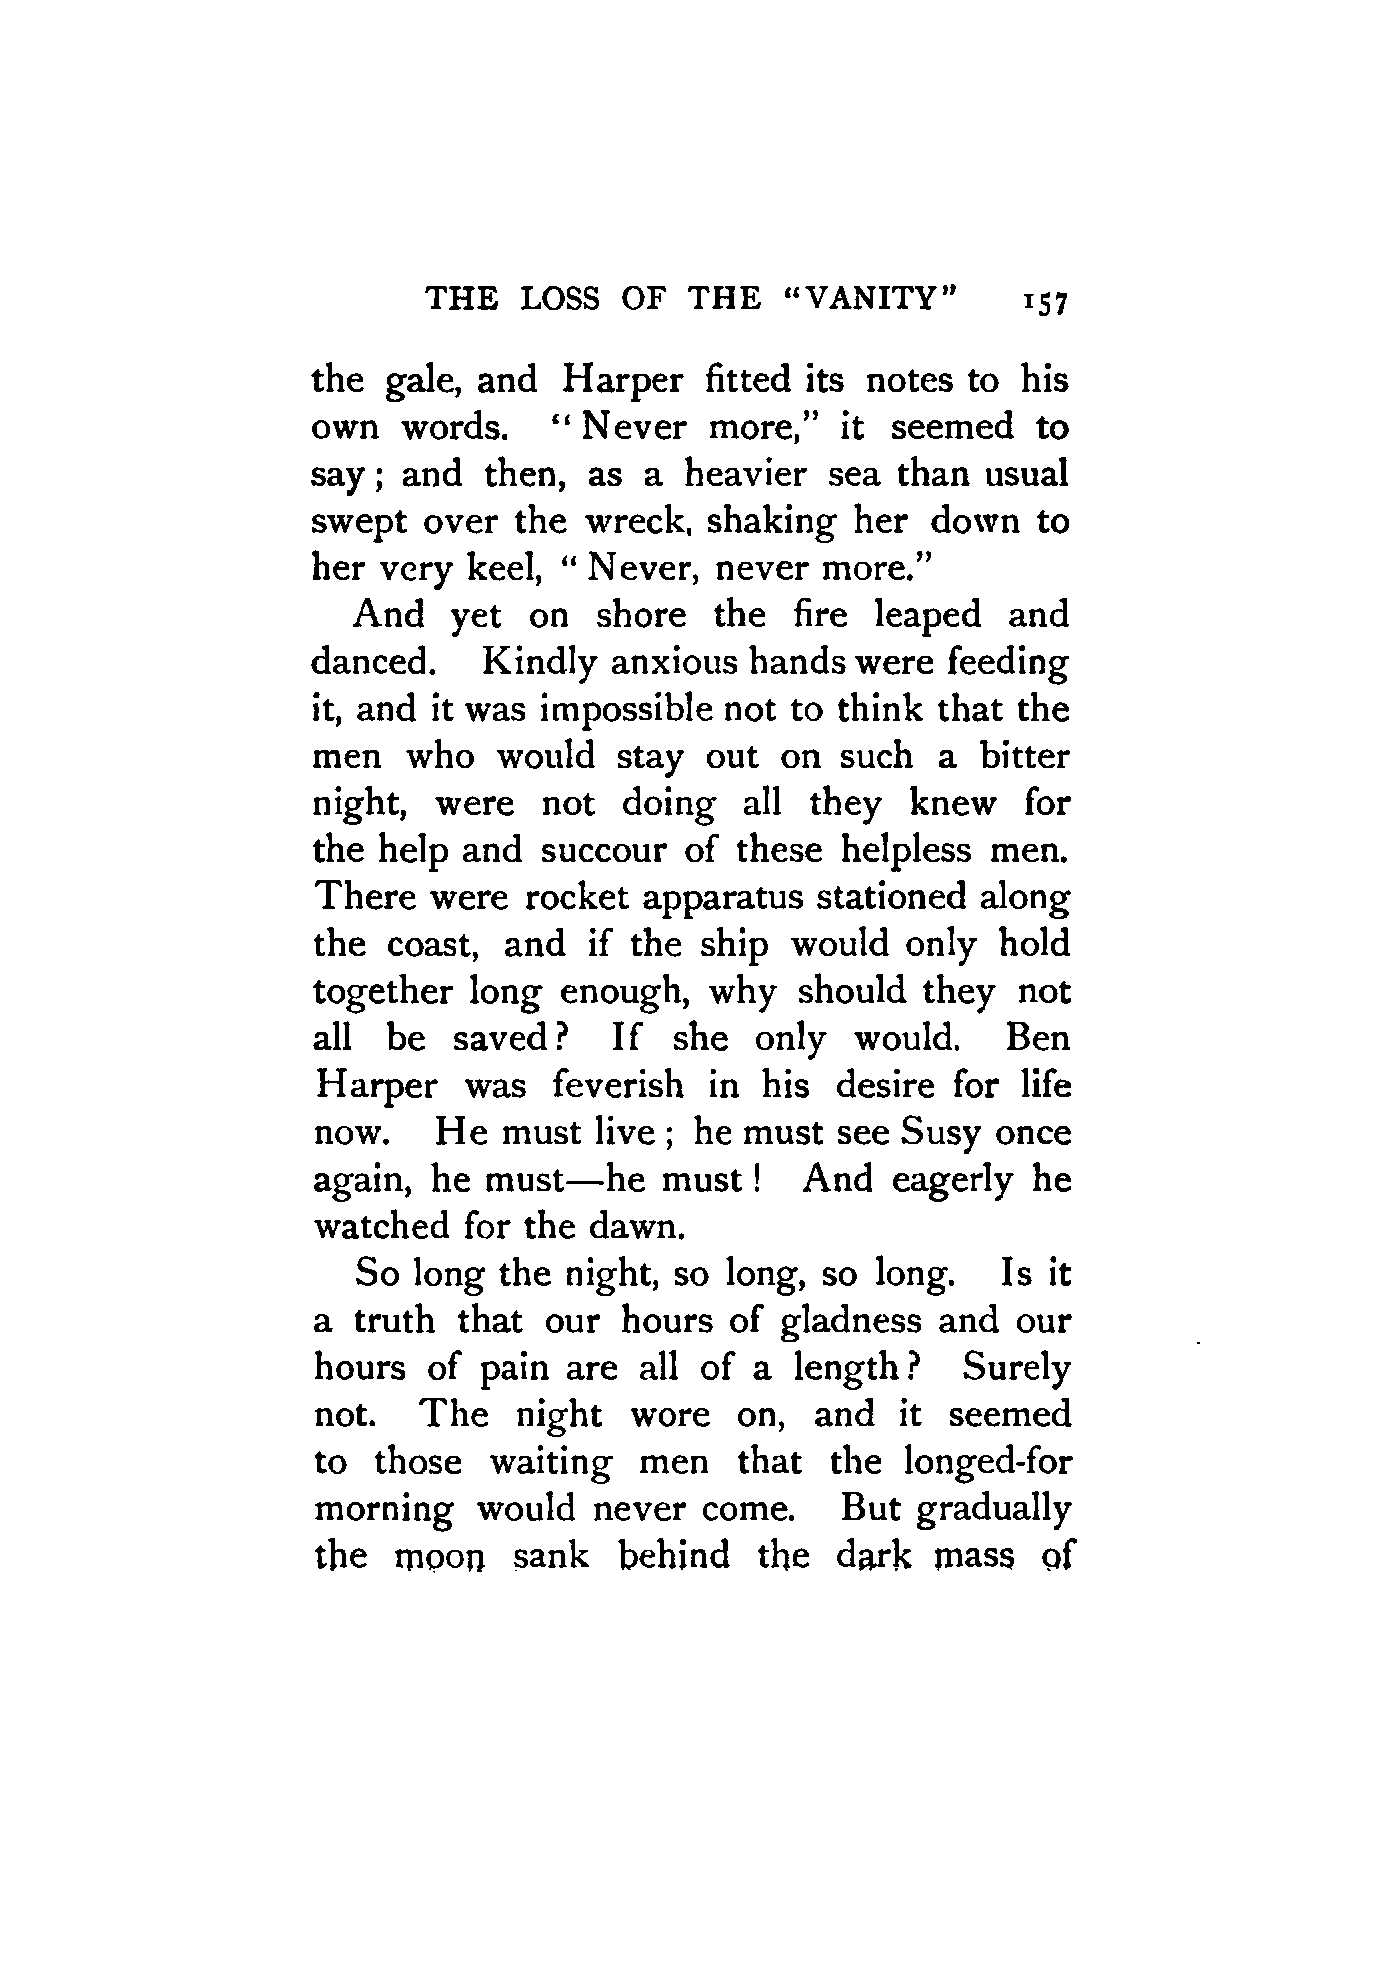 THE LOSS OF THE "VANITY" 157
the gale, and Harper fitted its notes to his
own words. "Never more," it seemed to
say; and then, as a heavier sea than usual
swept over the wreck, shaking her down to
her very keel, "Never, never more."
And yet on shore the fire leaped and
danced. Kindly anxious hands were feeding
it, and it was impossible not to think that the
men who would stay out on such a bitter
night, were not doing all they knew for
the help and succour of these helpless men.
There were rocket apparatus stationed along
the coast, and if the ship would only hold
together long enough, why should they not
all be saved? If she only would. Ben
Harper was feverish in his desire for life
now. He must live; he must see Susy once
again, he must—he must! And eagerly he
watched for the dawn.
So long the night, so long, so long. Is it
a truth that our hours of gladness and our
hours of pain are all of a length? Surely
not. The night wore on, and it seemed
to those waiting men that the longed-for
morning would never come. But gradually
the moon sank behind the dark mass of